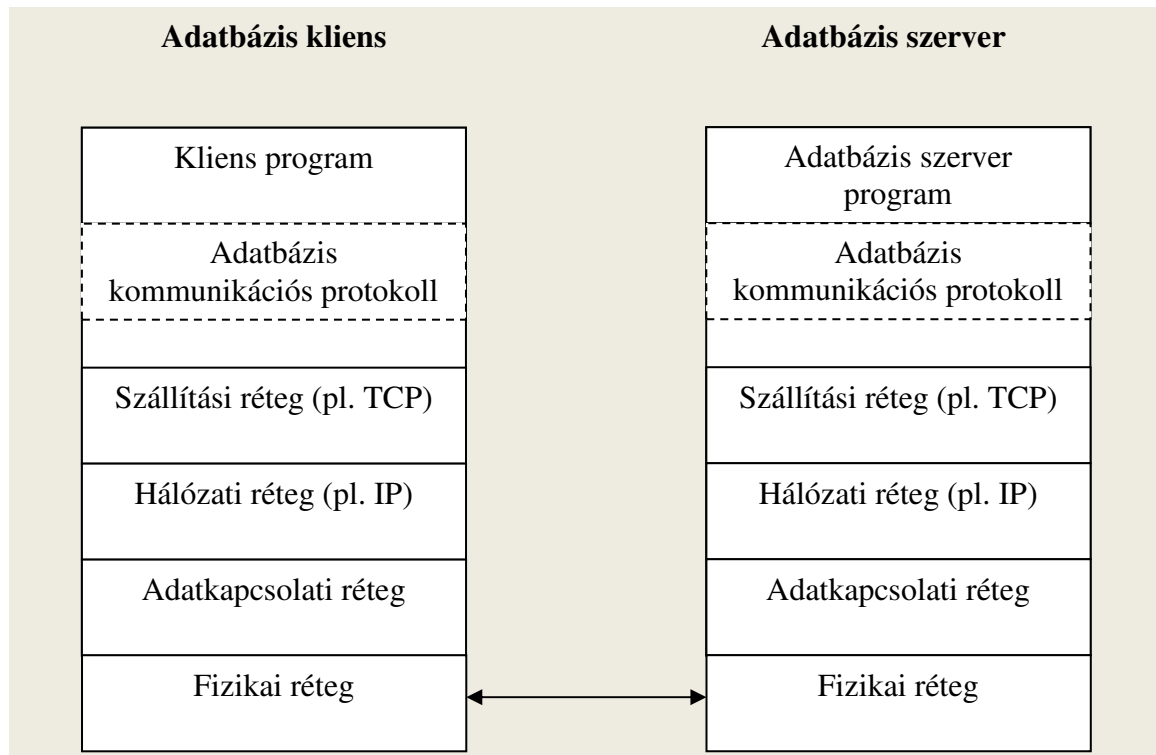 Adatbázis kliens
Adatbázis szerver
Kliens program
Adatbázis
kommunikációs protokoll
Szállítási réteg (pl. TCP)
Hálózati réteg (pl. IP)
Adatkapcsolati réteg
Fizikai réteg
Adatbázis szerver
program
Adatbázis
kommunikációs protokoll
Szállítási réteg (pl. TCP)
Hálózati réteg (pl. IP)
Adatkapcsolati réteg
Fizikai réteg